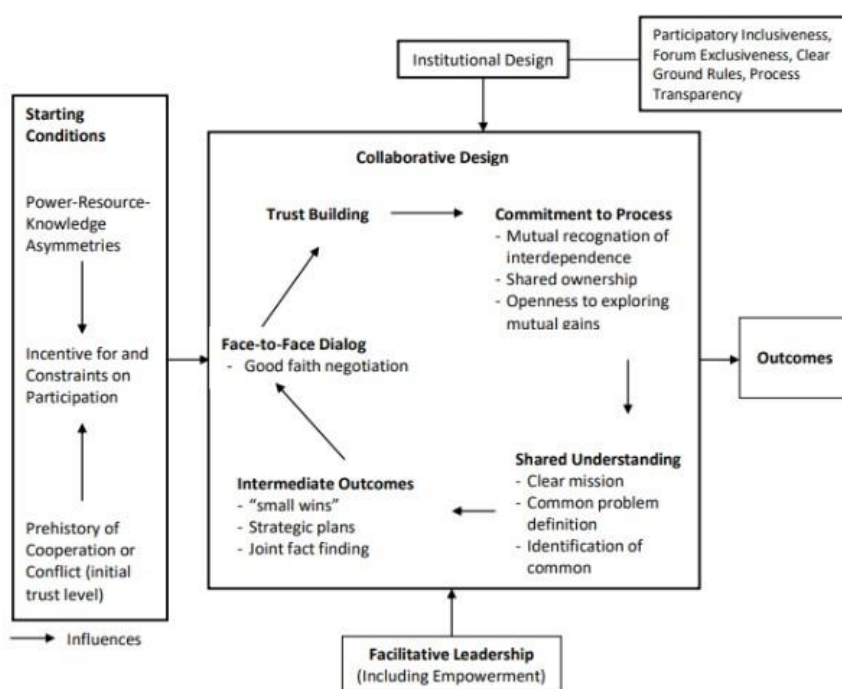 Institutional Design
Participatory Inclusiveness,
Forum Exclusiveness, Clear
Ground Rules, Process
Transparency
Starting
Conditions
Power-Resource-
Knowledge
Asymmetries
Incentive for and
Constraints on
Participation
Prehistory of
Cooperation or
Conflict (initial
trust level)
Influences
Collaborative Design
Trust Building
Commitment to Process
- Mutual recognition of
interdependence
- Shared ownership
- Openness to exploring
mutual gains
Face-to-Face Dialog
- Good faith negotiation
Intermediate Outcomes
- “small wins”
- Strategic plans
- Joint fact finding
Shared Understanding
- Clear mission
- Common problem
definition
- Identification of
common
Outcomes
Facilitative Leadership
(Including Empowerment)